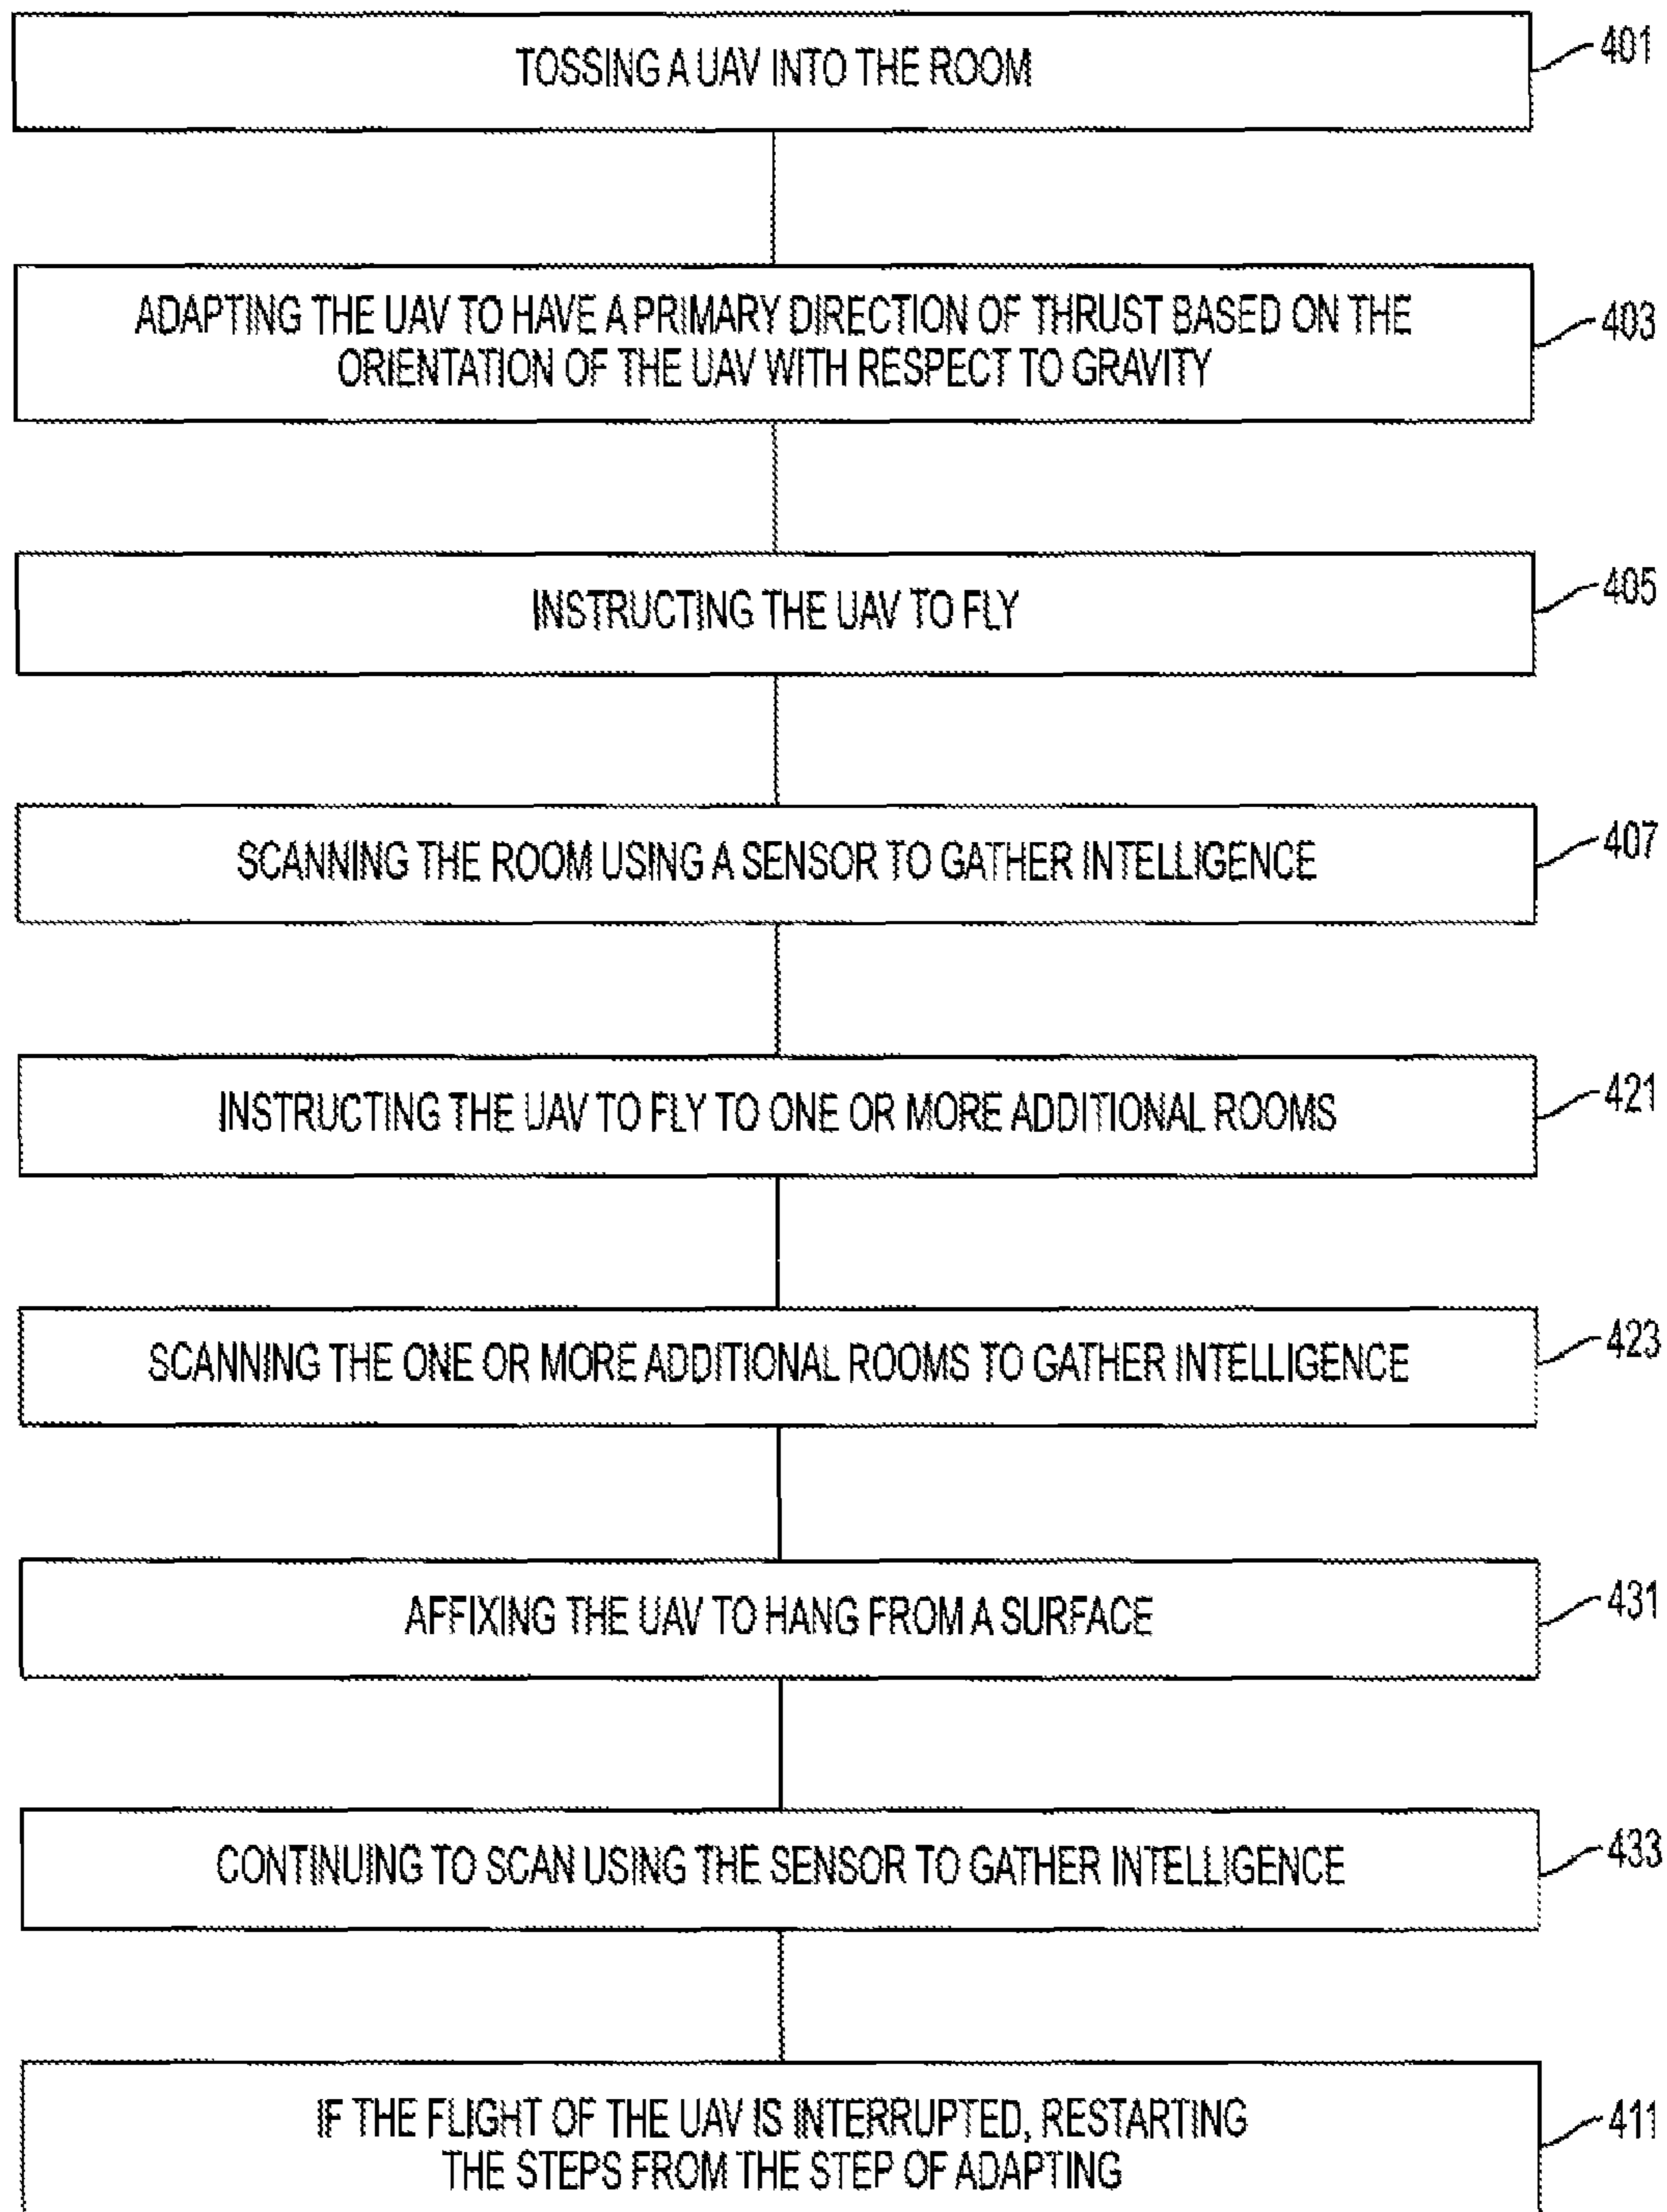 TOSSING A UAV INTO THE ROOM
401
ADAPTING THE UAV TO HAVE A PRIMARY DIRECTION OF THRUST BASED ON THE
ORIENTATION OF THE UAV WITH RESPECT TO GRAVITY
403
INSTRUCTING THE UAV TO FLY
405
SCANNING THE ROOM USING A SENSOR TO GATHER INTELLIGENCE
407
INSTRUCTING THE UAV TO FLY TO ONE OR MORE ADDITIONAL ROOMS
421
SCANNING THE ONE OR MORE ADDITIONAL ROOMS TO GATHER INTELLIGENCE
423
AFFIXING THE UAV TO HANG FROM A SURFACE
431
CONTINUING TO SCAN USING THE SENSOR TO GATHER INTELLIGENCE
433
IF THE FLIGHT OF THE UAV IS INTERRUPTED, RESTARTING
THE STEPS FROM THE STEP OF ADAPTING
411